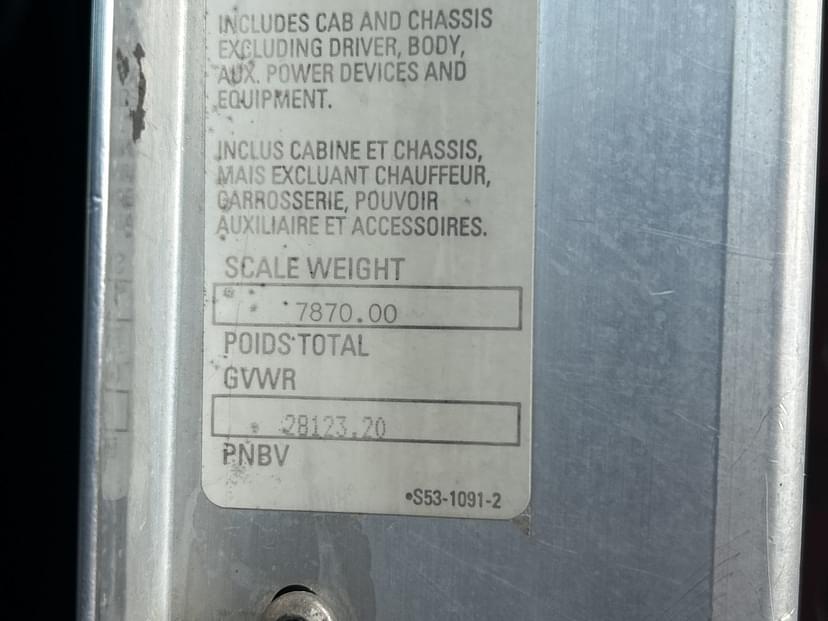 INCLUDES CAB AND CHASSIS
EXCLUDING DRIVER, BODY,
AUX. POWER DEVICES AND
EQUIPMENT.
INCLUS CABINE ET CHASSIS,
MAIS EXCLUANT CHAUFFEUR,
CARROSSERIE, POUVOIR
AUXILIAIRE ET ACCESSOIRES.
SCALE WEIGHT
7870.00
POIDS TOTAL
GVWR
28123.20
PNBV
•S53-1091-2